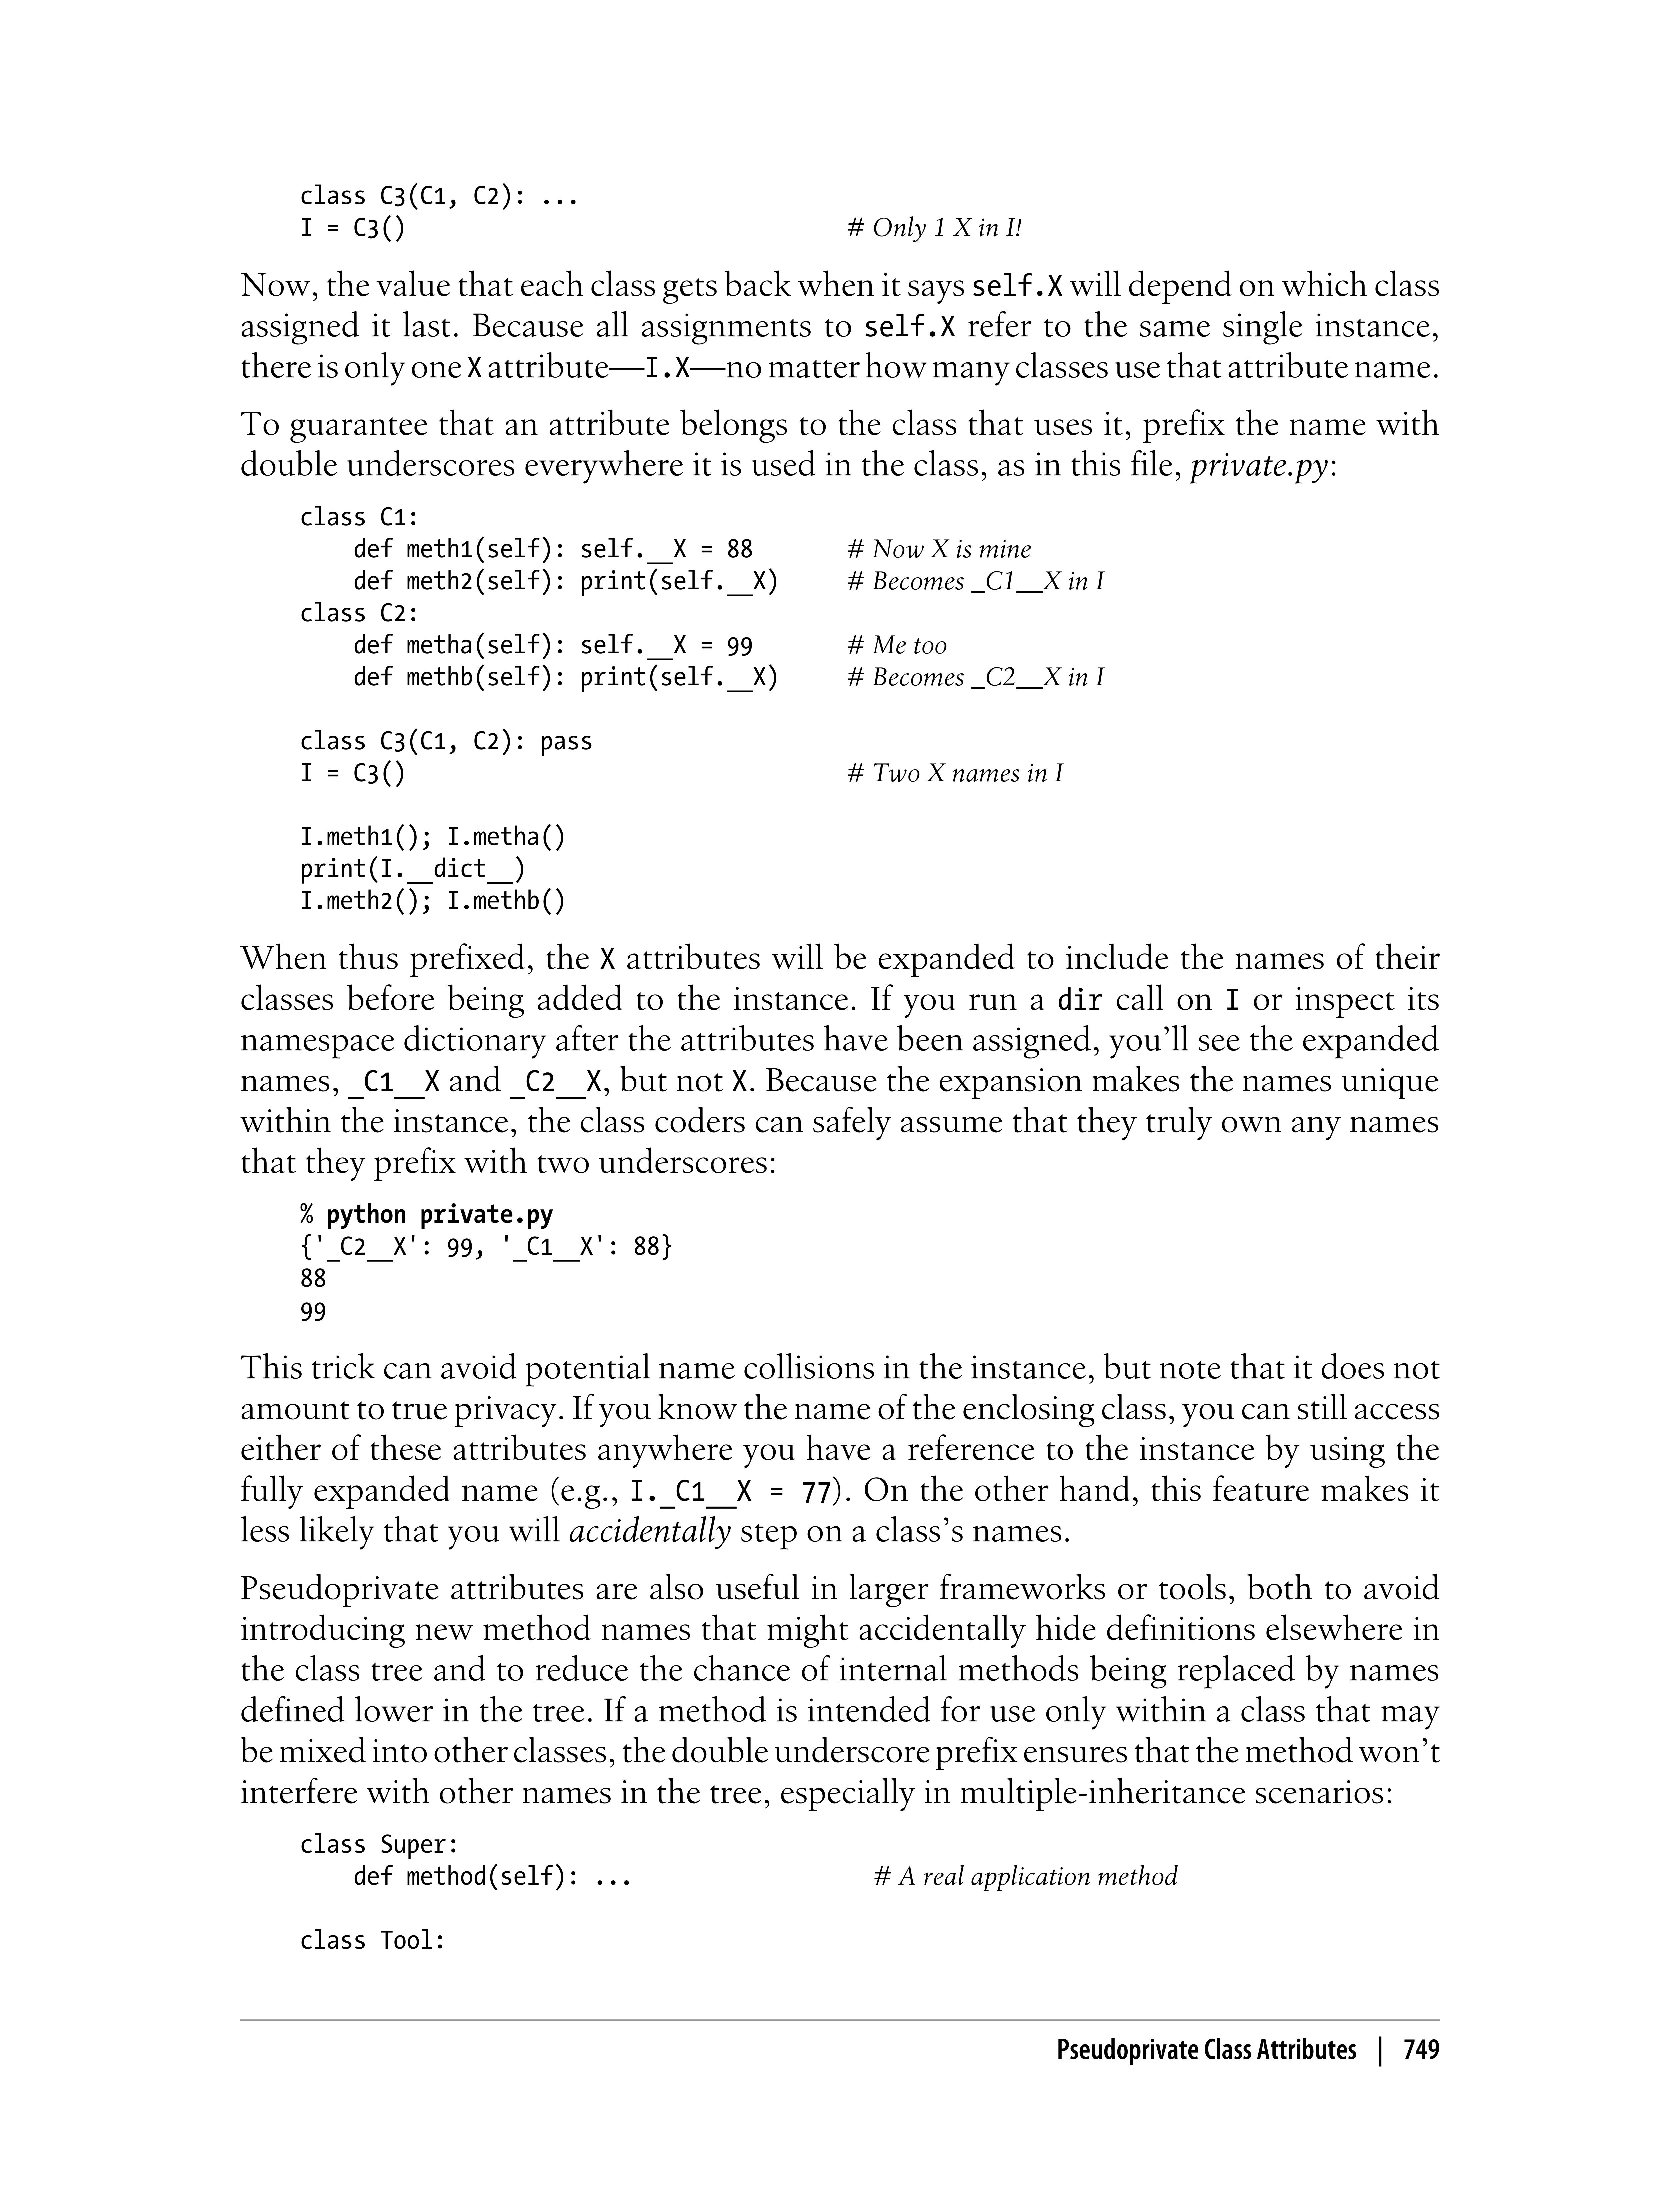 class C3(C1, C2): ...
I = C3()                                 # Only 1 X in I!
Now, the value that each class gets back when it says self.X will depend on which class
assigned it last. Because all assignments to self.X refer to the same single instance,
there is only one X attribute—I.X—no matter how many classes use that attribute name.
To guarantee that an attribute belongs to the class that uses it, prefix the name with
double underscores everywhere it is used in the class, as in this file, private.py:
class C1:
    def meth1(self): self.__X = 88       # Now X is mine
    def meth2(self): print(self.__X)     # Becomes _C1__X in I
class C2:
    def metha(self): self.__X = 99       # Me too
    def methb(self): print(self.__X)     # Becomes _C2__X in I
class C3(C1, C2): pass
I = C3()                                 # Two X names in I
I.meth1(); I.metha()
print(I.__dict__)
I.meth2(); I.methb()
When thus prefixed, the X attributes will be expanded to include the names of their
classes before being added to the instance. If you run a dir call on I or inspect its
namespace dictionary after the attributes have been assigned, you’ll see the expanded
names, _C1__X and _C2__X, but not X. Because the expansion makes the names unique
within the instance, the class coders can safely assume that they truly own any names
that they prefix with two underscores:
% python private.py
{'_C2__X': 99, '_C1__X': 88}
88
99
This trick can avoid potential name collisions in the instance, but note that it does not
amount to true privacy. If you know the name of the enclosing class, you can still access
either of these attributes anywhere you have a reference to the instance by using the
fully expanded name (e.g., I._C1__X = 77). On the other hand, this feature makes it
less likely that you will accidentally step on a class’s names.
Pseudoprivate attributes are also useful in larger frameworks or tools, both to avoid
introducing new method names that might accidentally hide definitions elsewhere in
the class tree and to reduce the chance of internal methods being replaced by names
defined lower in the tree. If a method is intended for use only within a class that may
be mixed into other classes, the double underscore prefix ensures that the method won’t
interfere with other names in the tree, especially in multiple-inheritance scenarios:
class Super:
    def method(self): ...                  # A real application method
class Tool:
Pseudoprivate Class Attributes | 749